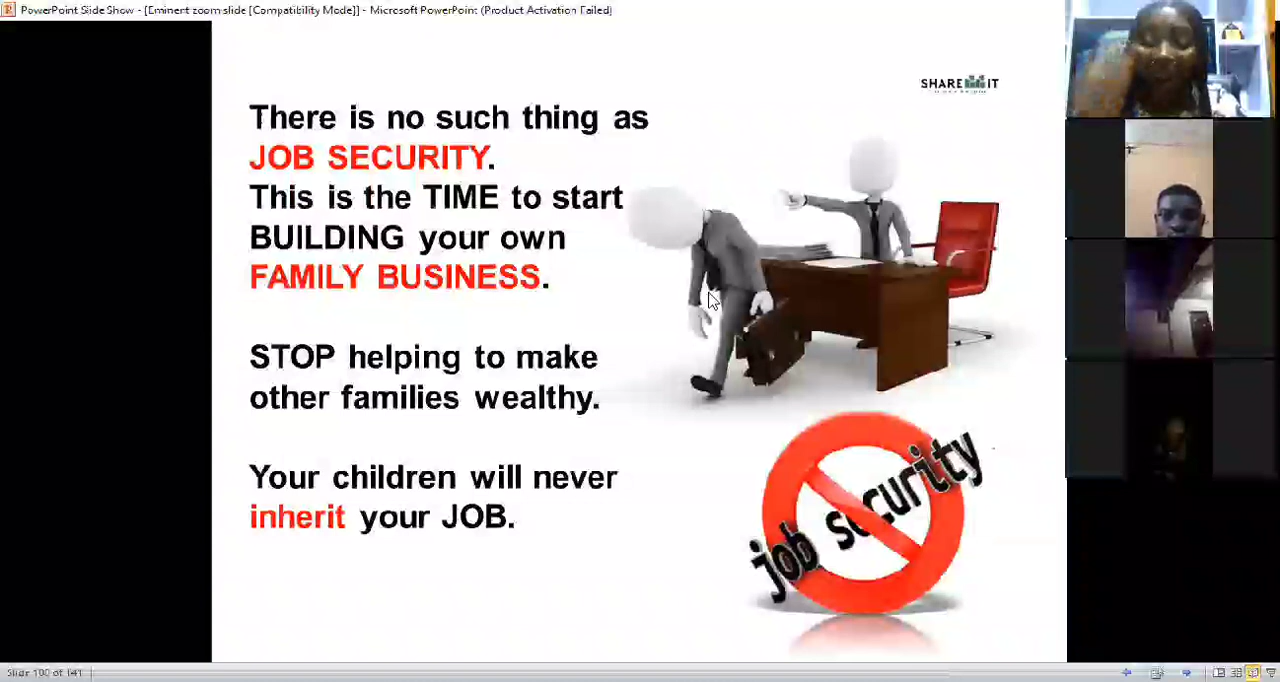 PowerPoint Slide Show - [Eminent zoom slide [Compatibility Mode]] - Microsoft PowerPoint (Product Activation Failed)
SHARE IT
There is no such thing as
JOB SECURITY.
This is the TIME to start
BUILDING your own
FAMILY BUSINESS.
STOP helping to make
other families wealthy.
Your children will never
inherit your JOB.
job security
Slide 100 of 141